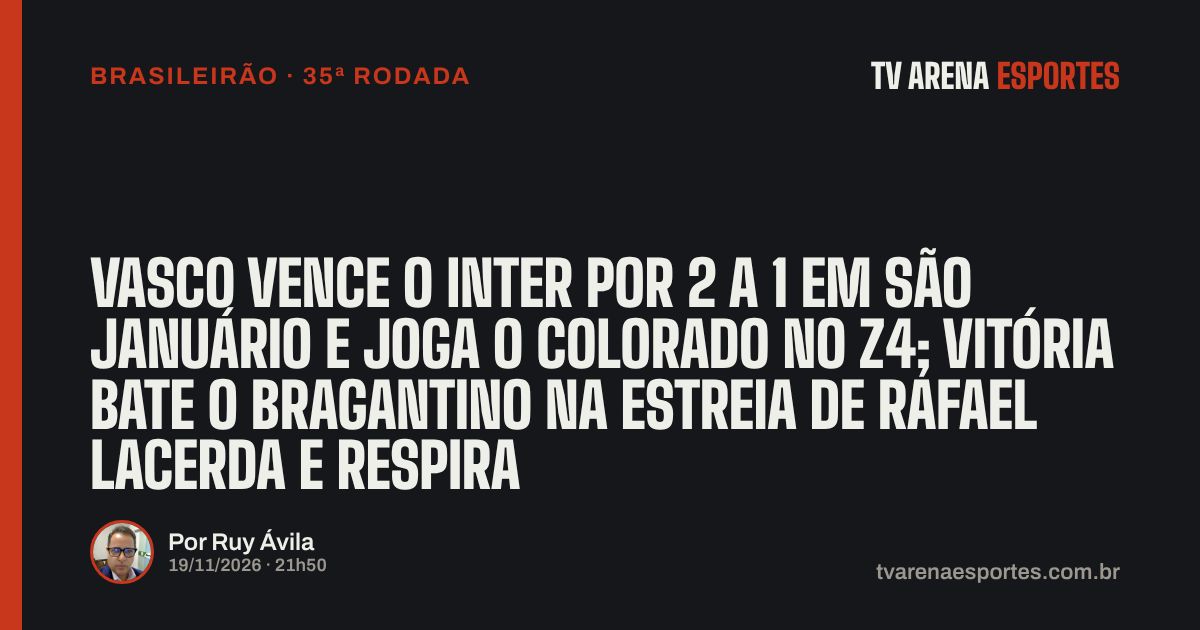 BRASILEIRÃO · 35ª RODADA
TV ARENA ESPORTES
VASCO VENCE O INTER POR 2 A 1 EM SÃO
JANUÁRIO E JOGA O COLORADO NO Z4; VITÓRIA
BATE O BRAGANTINO NA ESTREIA DE RAFAEL
LACERDA E RESPIRA
Por Ruy Ávila
19/11/2026 · 21h50
tvarenaesportes.com.br